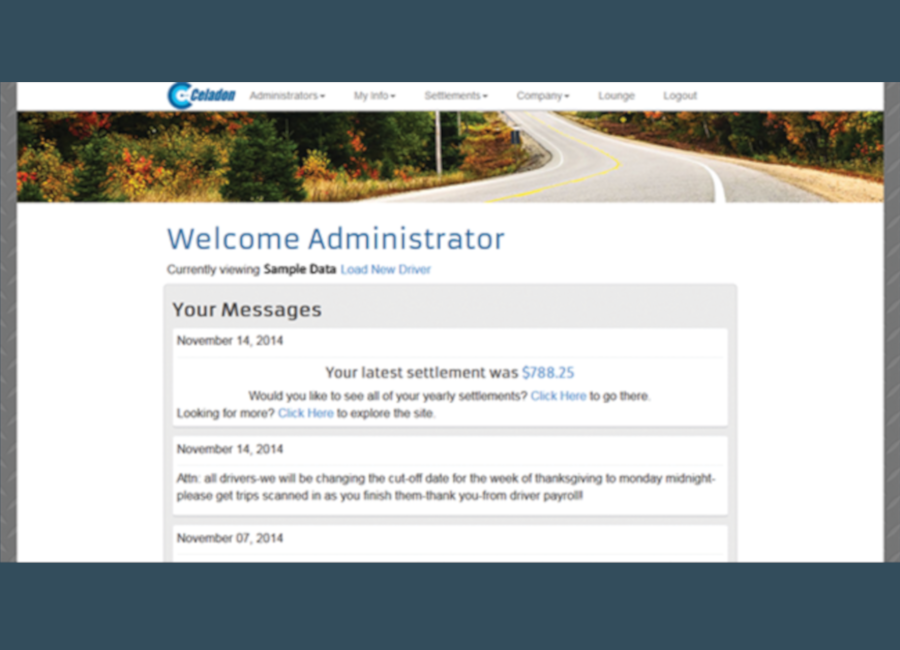 Celadon Administrators My Info Settlements Company Lounge Logout
Welcome Administrator
Currently viewing Sample Data Load New Driver
Your Messages
November 14, 2014
Your latest settlement was $788.25
Would you like to see all of your yearly settlements? Click Here to go there.
Looking for more? Click Here to explore the site.
November 14, 2014
Attn: all drivers-we will be changing the cut-off date for the week of thanksgiving to monday midnight-
please get trips scanned in as you finish them-thank you-from driver payroll!
November 07, 2014